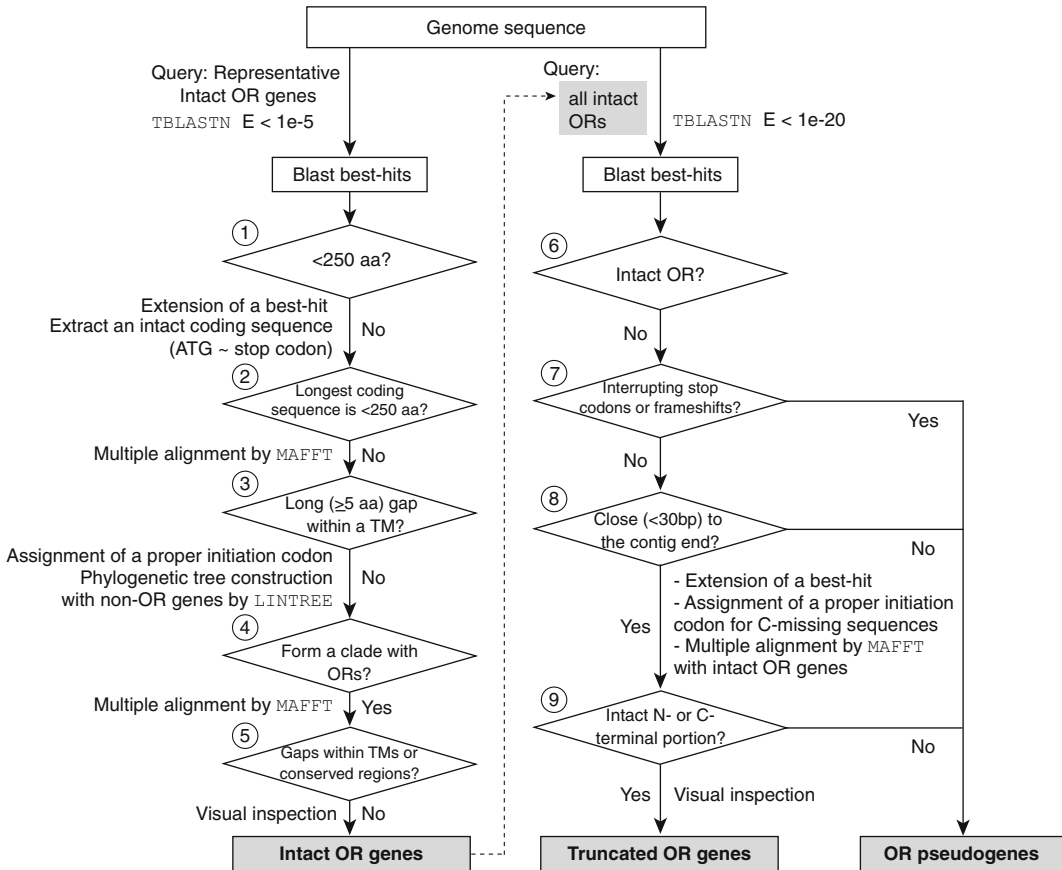 Genome sequence
Query: Representative
Intact OR genes
TBLASTN E < 1e-5
Blast best-hits
1
<250 aa?
Extension of a best-hit
Extract an intact coding sequence
(ATG ~ stop codon)
No
2
Longest coding
sequence is <250 aa?
Multiple alignment by MAFFT
No
3
Long (≥5 aa) gap
within a TM?
Assignment of a proper initiation codon
Phylogenetic tree construction
with non-OR genes by LINTREE
No
4
Form a clade with
ORs?
Multiple alignment by MAFFT
Yes
5
Gaps within TMs or
conserved regions?
Visual inspection
No
Intact OR genes
Query:
all intact
ORs
TBLASTN E < 1e-20
Blast best-hits
6
Intact OR?
No
7
Interrupting stop
codons or frameshifts?
Yes
No
8
Close (<30bp) to
the contig end?
No
Yes
- Extension of a best-hit
- Assignment of a proper initiation
codon for C-missing sequences
- Multiple alignment by MAFFT
with intact OR genes
9
Intact N- or C-
terminal portion?
No
Yes
Visual inspection
Truncated OR genes
OR pseudogenes